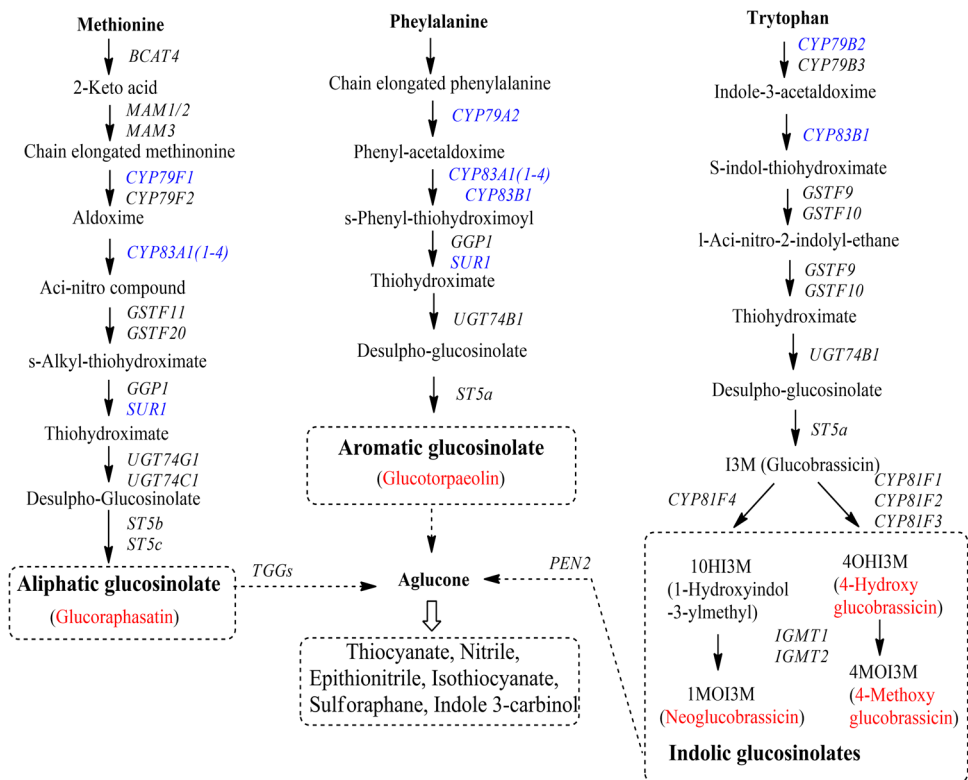 Methionine
BCAT4
2-Keto acid
MAM1/2
MAM3
Chain elongated methinonine
CYP79F1
CYP79F2
Aldoxime
CYP83A1(1-4)
Aci-nitro compound
GSTF11
GSTF20
s-Alkyl-thiohydroximate
GGP1
SUR1
Thiohydroximate
UGT74G1
UGT74C1
Desulpho-Glucosinolate
ST5b
ST5c
Aliphatic glucosinolate
(Glucoraphasatin)
TGGs
Pheylalanine
Chain elongated phenylalanine
CYP79A2
Phenyl-acetaldoxime
CYP83A1(1-4)
CYP83B1
s-Phenyl-thiohydroximoyl
GGP1
SUR1
Thiohydroximate
UGT74B1
Desulpho-glucosinolate
ST5a
Aromatic glucosinolate
(Glucotorpaeolin)
Aglucone
Thiocyanate, Nitrile,
Epithionitrile, Isothiocyanate,
Sulforaphane, Indole 3-carbinol
Trytophan
CYP79B2
CYP79B3
Indole-3-acetaldoxime
CYP83B1
S-indol-thiohydroximate
GSTF9
GSTF10
l-Aci-nitro-2-indolyl-ethane
GSTF9
GSTF10
Thiohydroximate
UGT74B1
Desulpho-glucosinolate
ST5a
I3M (Glucobrassicin)
CYP81F4
CYP81F1
CYP81F2
CYP81F3
PEN2
10HI3M
(1-Hydroxyindol
-3-ylmethyl)
4OHI3M
(4-Hydroxy
glucobrassicin)
IGMT1
IGMT2
1MOI3M
(Neoglucobrassicin)
4MOI3M
(4-Methoxy
glucobrassicin)
Indolic glucosinolates